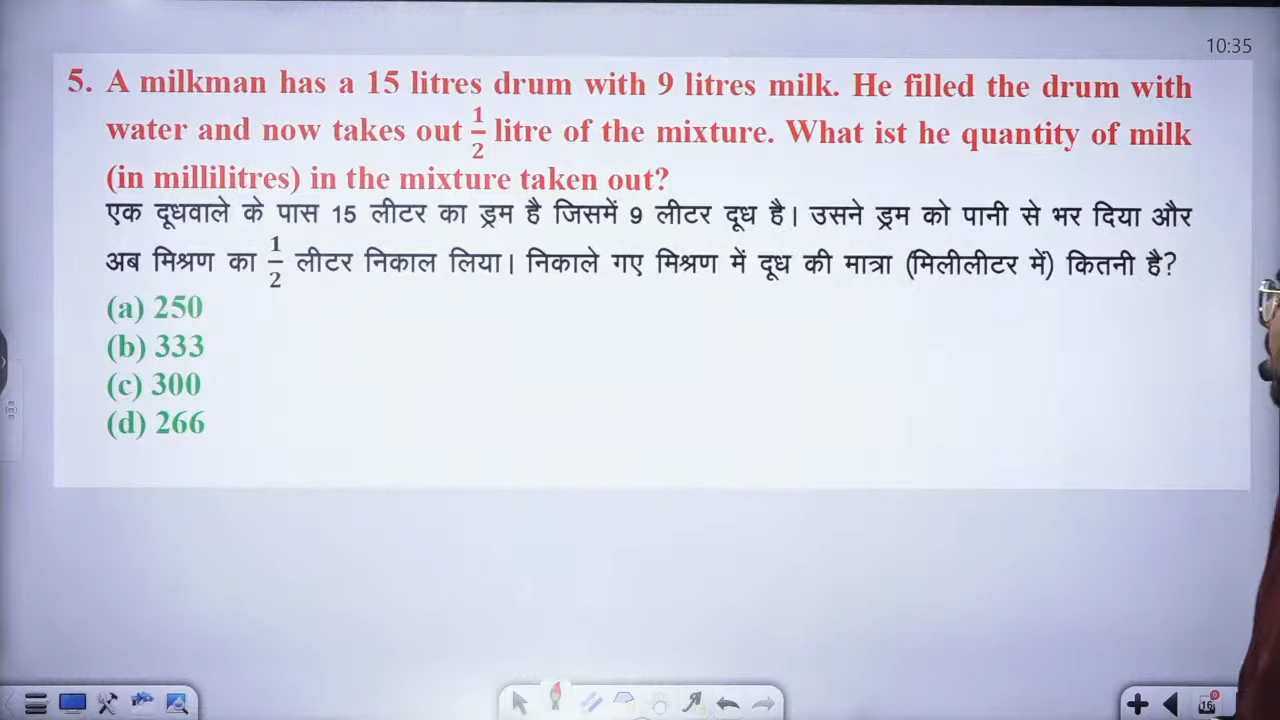 10:35
5. A milkman has a 15 litres drum with 9 litres milk. He filled the drum with
water and now takes out 1/2 litre of the mixture. What ist he quantity of milk
(in millilitres) in the mixture taken out?
एक दूधवाले के पास 15 लीटर का ड्रम है जिसमें 9 लीटर दूध है। उसने ड्रम को पानी से भर दिया और
अब मिश्रण का 1/2 लीटर निकाल लिया। निकाले गए मिश्रण में दूध की मात्रा (मिलीलीटर में) कितनी है?
(a) 250
(b) 333
(c) 300
(d) 266
16